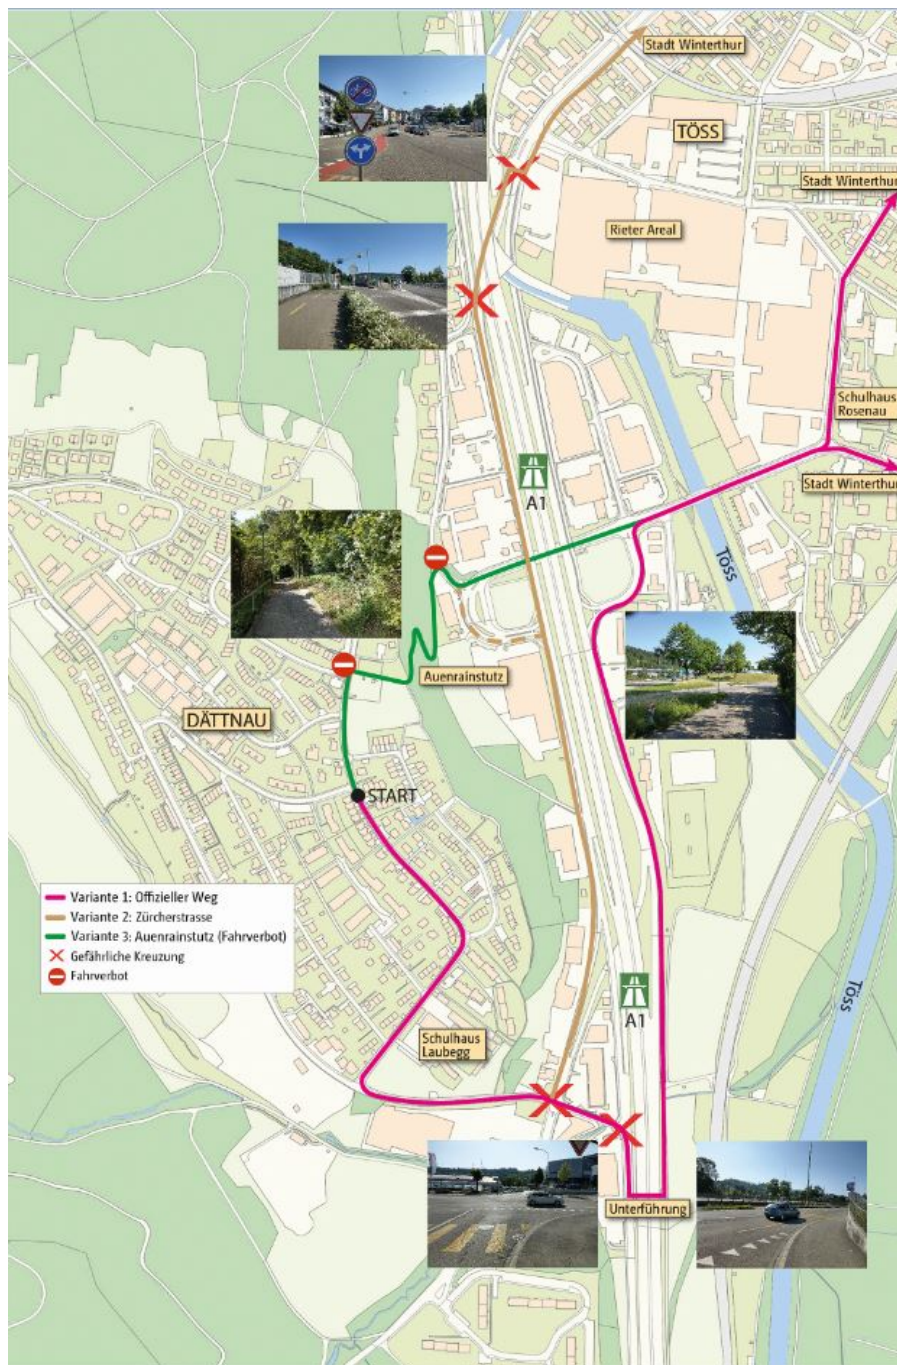 Stadt Winterthur
TÖSS
Stadt Winterthur
Rieter Areal
Schulhaus
Rosenau
Stadt Winterthur
A1
Töss
Auenrainstutz
DÄTTNAU
START
Variante 1: Offizieller Weg
Variante 2: Zürcherstrasse
Variante 3: Auenrainstutz (Fahrverbot)
Gefährliche Kreuzung
Fahrverbot
A1
Töss
Schulhaus
Laubegg
Unterführung